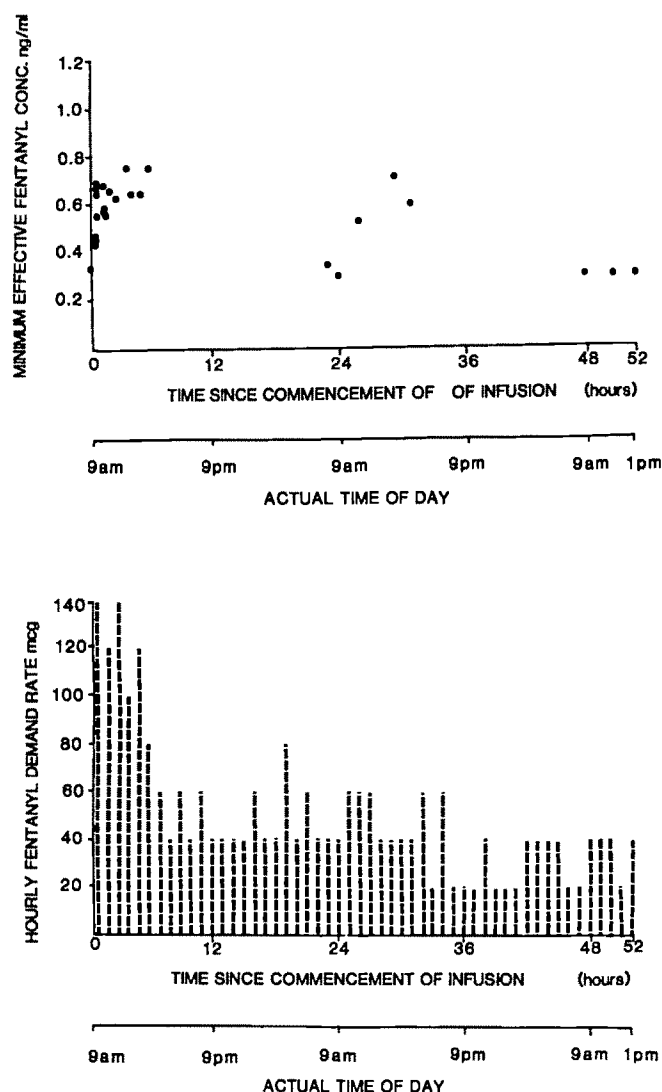 MINIMUM EFFECTIVE FENTANYL CONC. ng/ml
1.2
1.0
0.8
0.6
0.4
0.2
0 12 24 36 48 52
TIME SINCE COMMENCEMENT OF OF INFUSION (hours)
9am 9pm 9am 9pm 9am 1pm
ACTUAL TIME OF DAY
HOURLY FENTANYL DEMAND RATE mcg
140
120
100
80
60
40
20
0 12 24 36 48 52
TIME SINCE COMMENCEMENT OF INFUSION (hours)
9am 9pm 9am 9pm 9am 1pm
ACTUAL TIME OF DAY